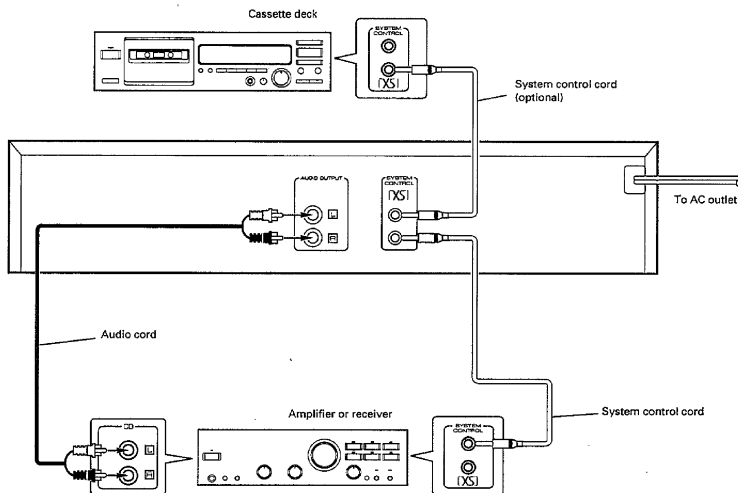 Cassette deck
SYSTEM
CONTROL
XS
System control cord
(optional)
AUDIO OUTPUT
L
R
SYSTEM
CONTROL
XS
To AC outlet
Audio cord
Amplifier or receiver
CD
L
R
SYSTEM
CONTROL
XS
System control cord